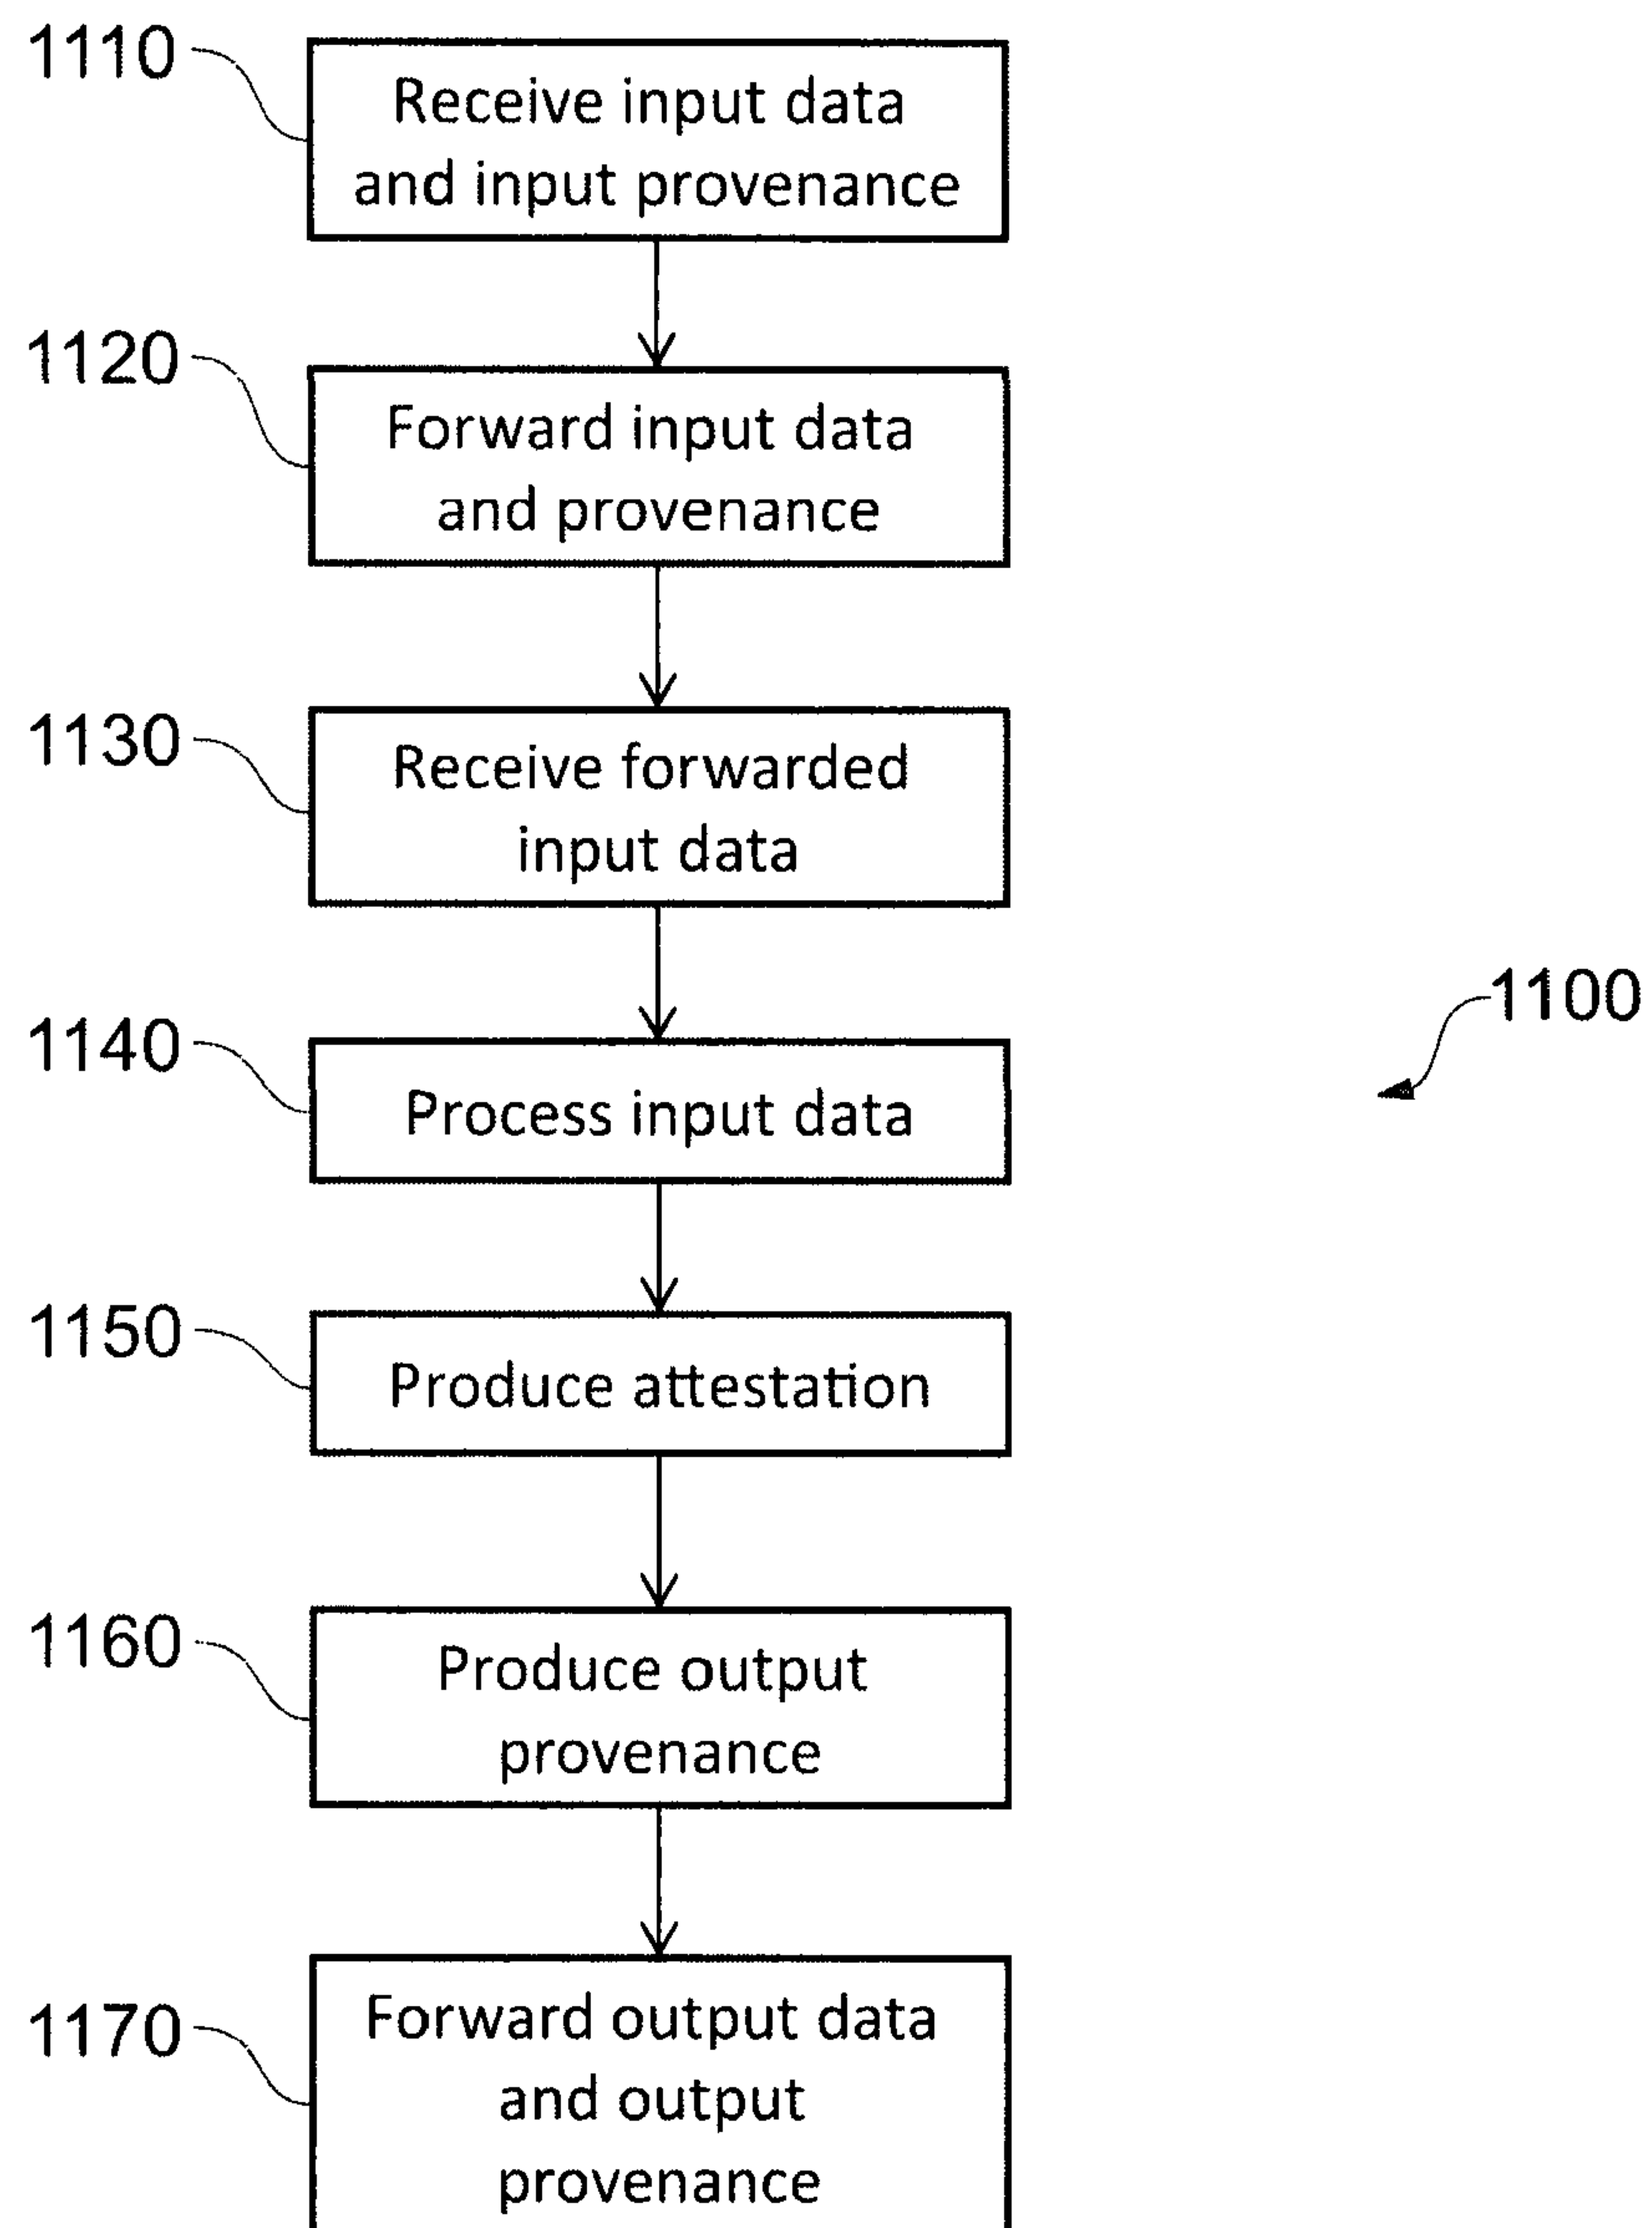 1110
Receive input data
and input provenance
1120
Forward input data
and provenance
1130
Receive forwarded
input data
1100
1140
Process input data
1150
Produce attestation
1160
Produce output
provenance
1170
Forward output data
and output
provenance